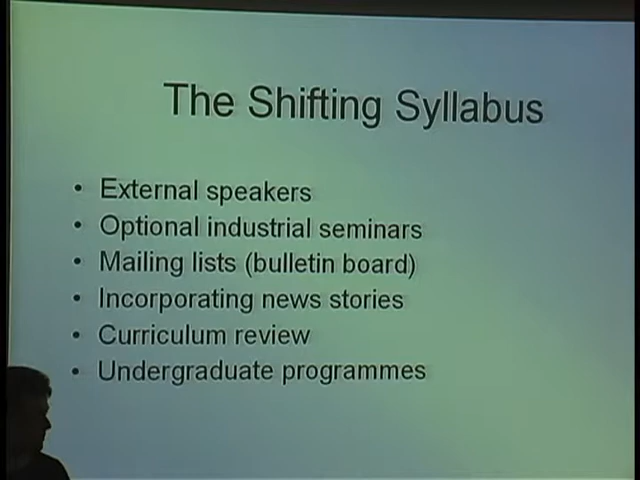 The Shifting Syllabus
• External speakers
• Optional industrial seminars
• Mailing lists (bulletin board)
• Incorporating news stories
• Curriculum review
• Undergraduate programmes